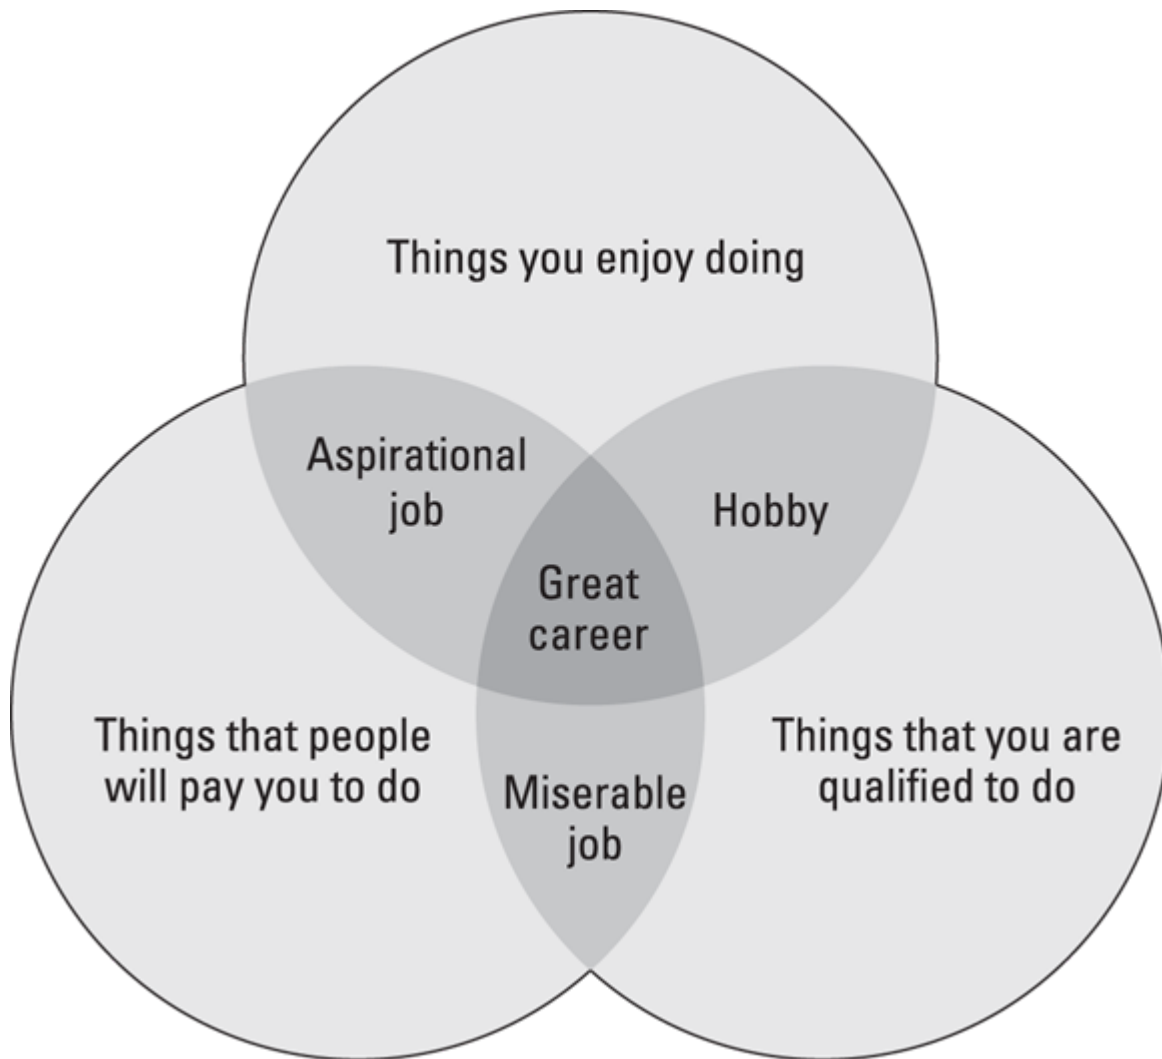 Things you enjoy doing
Aspirational
job
Hobby
Great
career
Things that people
will pay you to do
Things that you are
qualified to do
Miserable
job